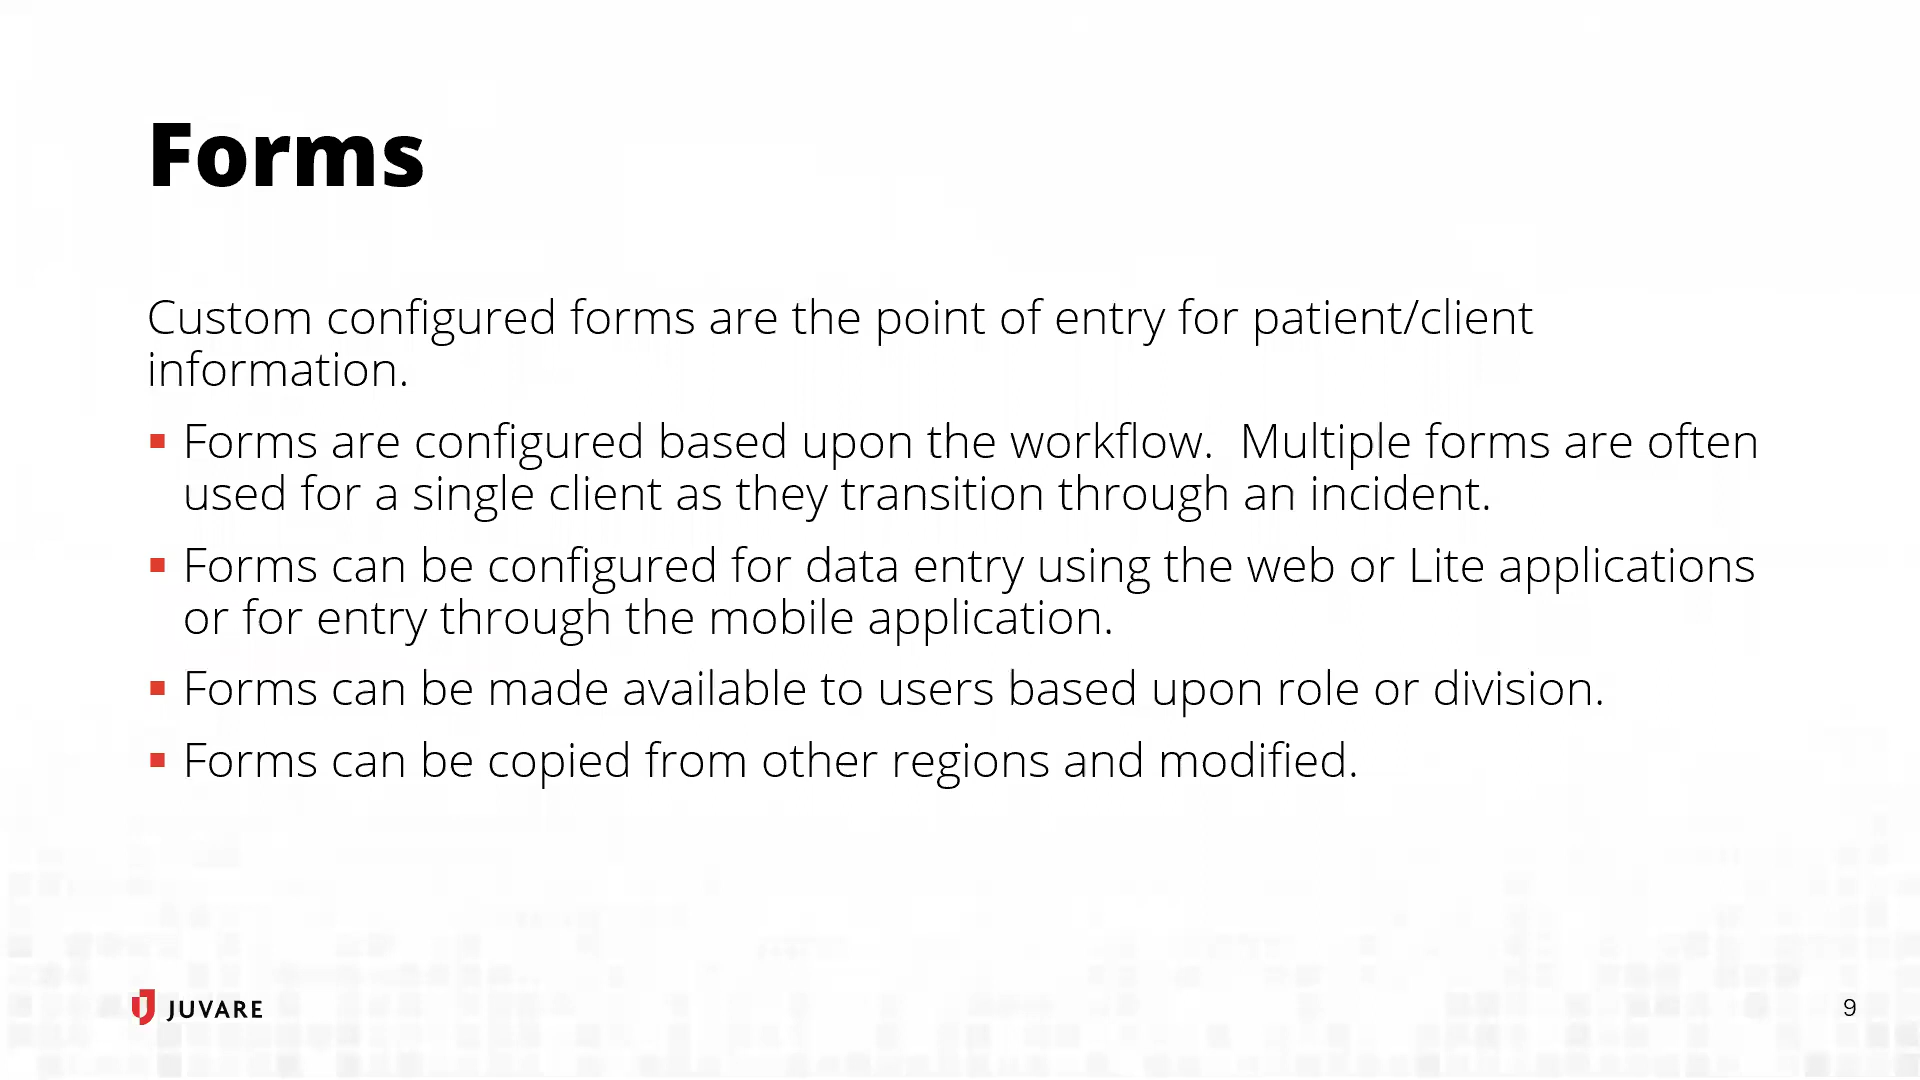 Forms
Custom configured forms are the point of entry for patient/client
information.
▪ Forms are configured based upon the workflow.  Multiple forms are often
used for a single client as they transition through an incident.
▪ Forms can be configured for data entry using the web or Lite applications
or for entry through the mobile application.
▪ Forms can be made available to users based upon role or division.
▪ Forms can be copied from other regions and modified.
JUVARE
9